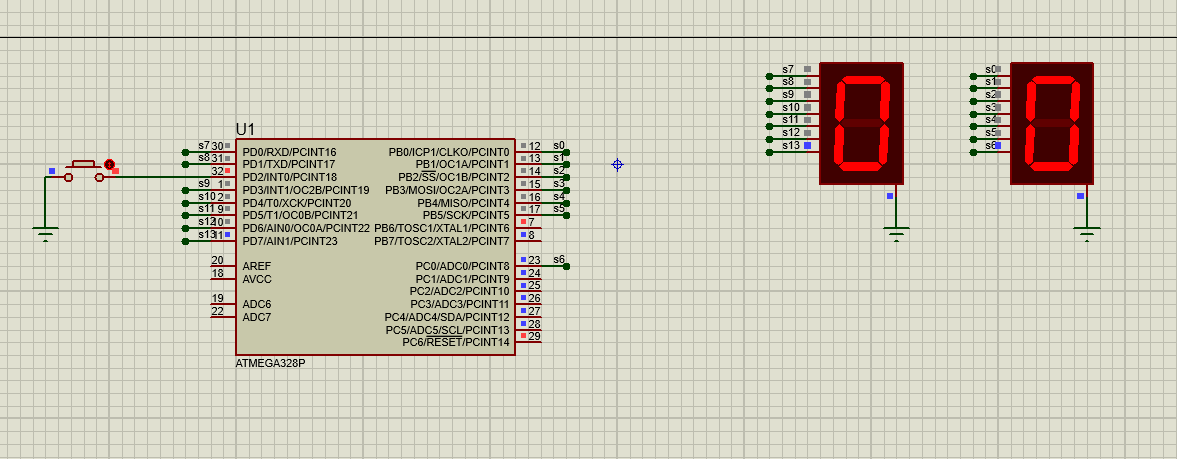 U1
s7 30 PD0/RXD/PCINT16 PB0/ICP1/CLKO/PCINT0 12 s0
s8 31 PD1/TXD/PCINT17 PB1/OC1A/PCINT1 13 s1
32 PD2/INT0/PCINT18 PB2/SS/OC1B/PCINT2 14 s2
s9 1 PD3/INT1/OC2B/PCINT19 PB3/MOSI/OC2A/PCINT3 15 s3
s10 2 PD4/T0/XCK/PCINT20 PB4/MISO/PCINT4 16 s4
s11 9 PD5/T1/OC0B/PCINT21 PB5/SCK/PCINT5 17 s5
s12 10 PD6/AIN0/OC0A/PCINT22 PB6/TOSC1/XTAL1/PCINT6 7
s13 11 PD7/AIN1/PCINT23 PB7/TOSC2/XTAL2/PCINT7 8
20 AREF PC0/ADC0/PCINT8 23 s6
18 AVCC PC1/ADC1/PCINT9 24
PC2/ADC2/PCINT10 25
19 ADC6 PC3/ADC3/PCINT11 26
22 ADC7 PC4/ADC4/SDA/PCINT12 27
PC5/ADC5/SCL/PCINT13 28
PC6/RESET/PCINT14 29
ATMEGA328P
s7
s8
s9
s10
s11
s12
s13
0
s0
s1
s2
s3
s4
s5
s6
0